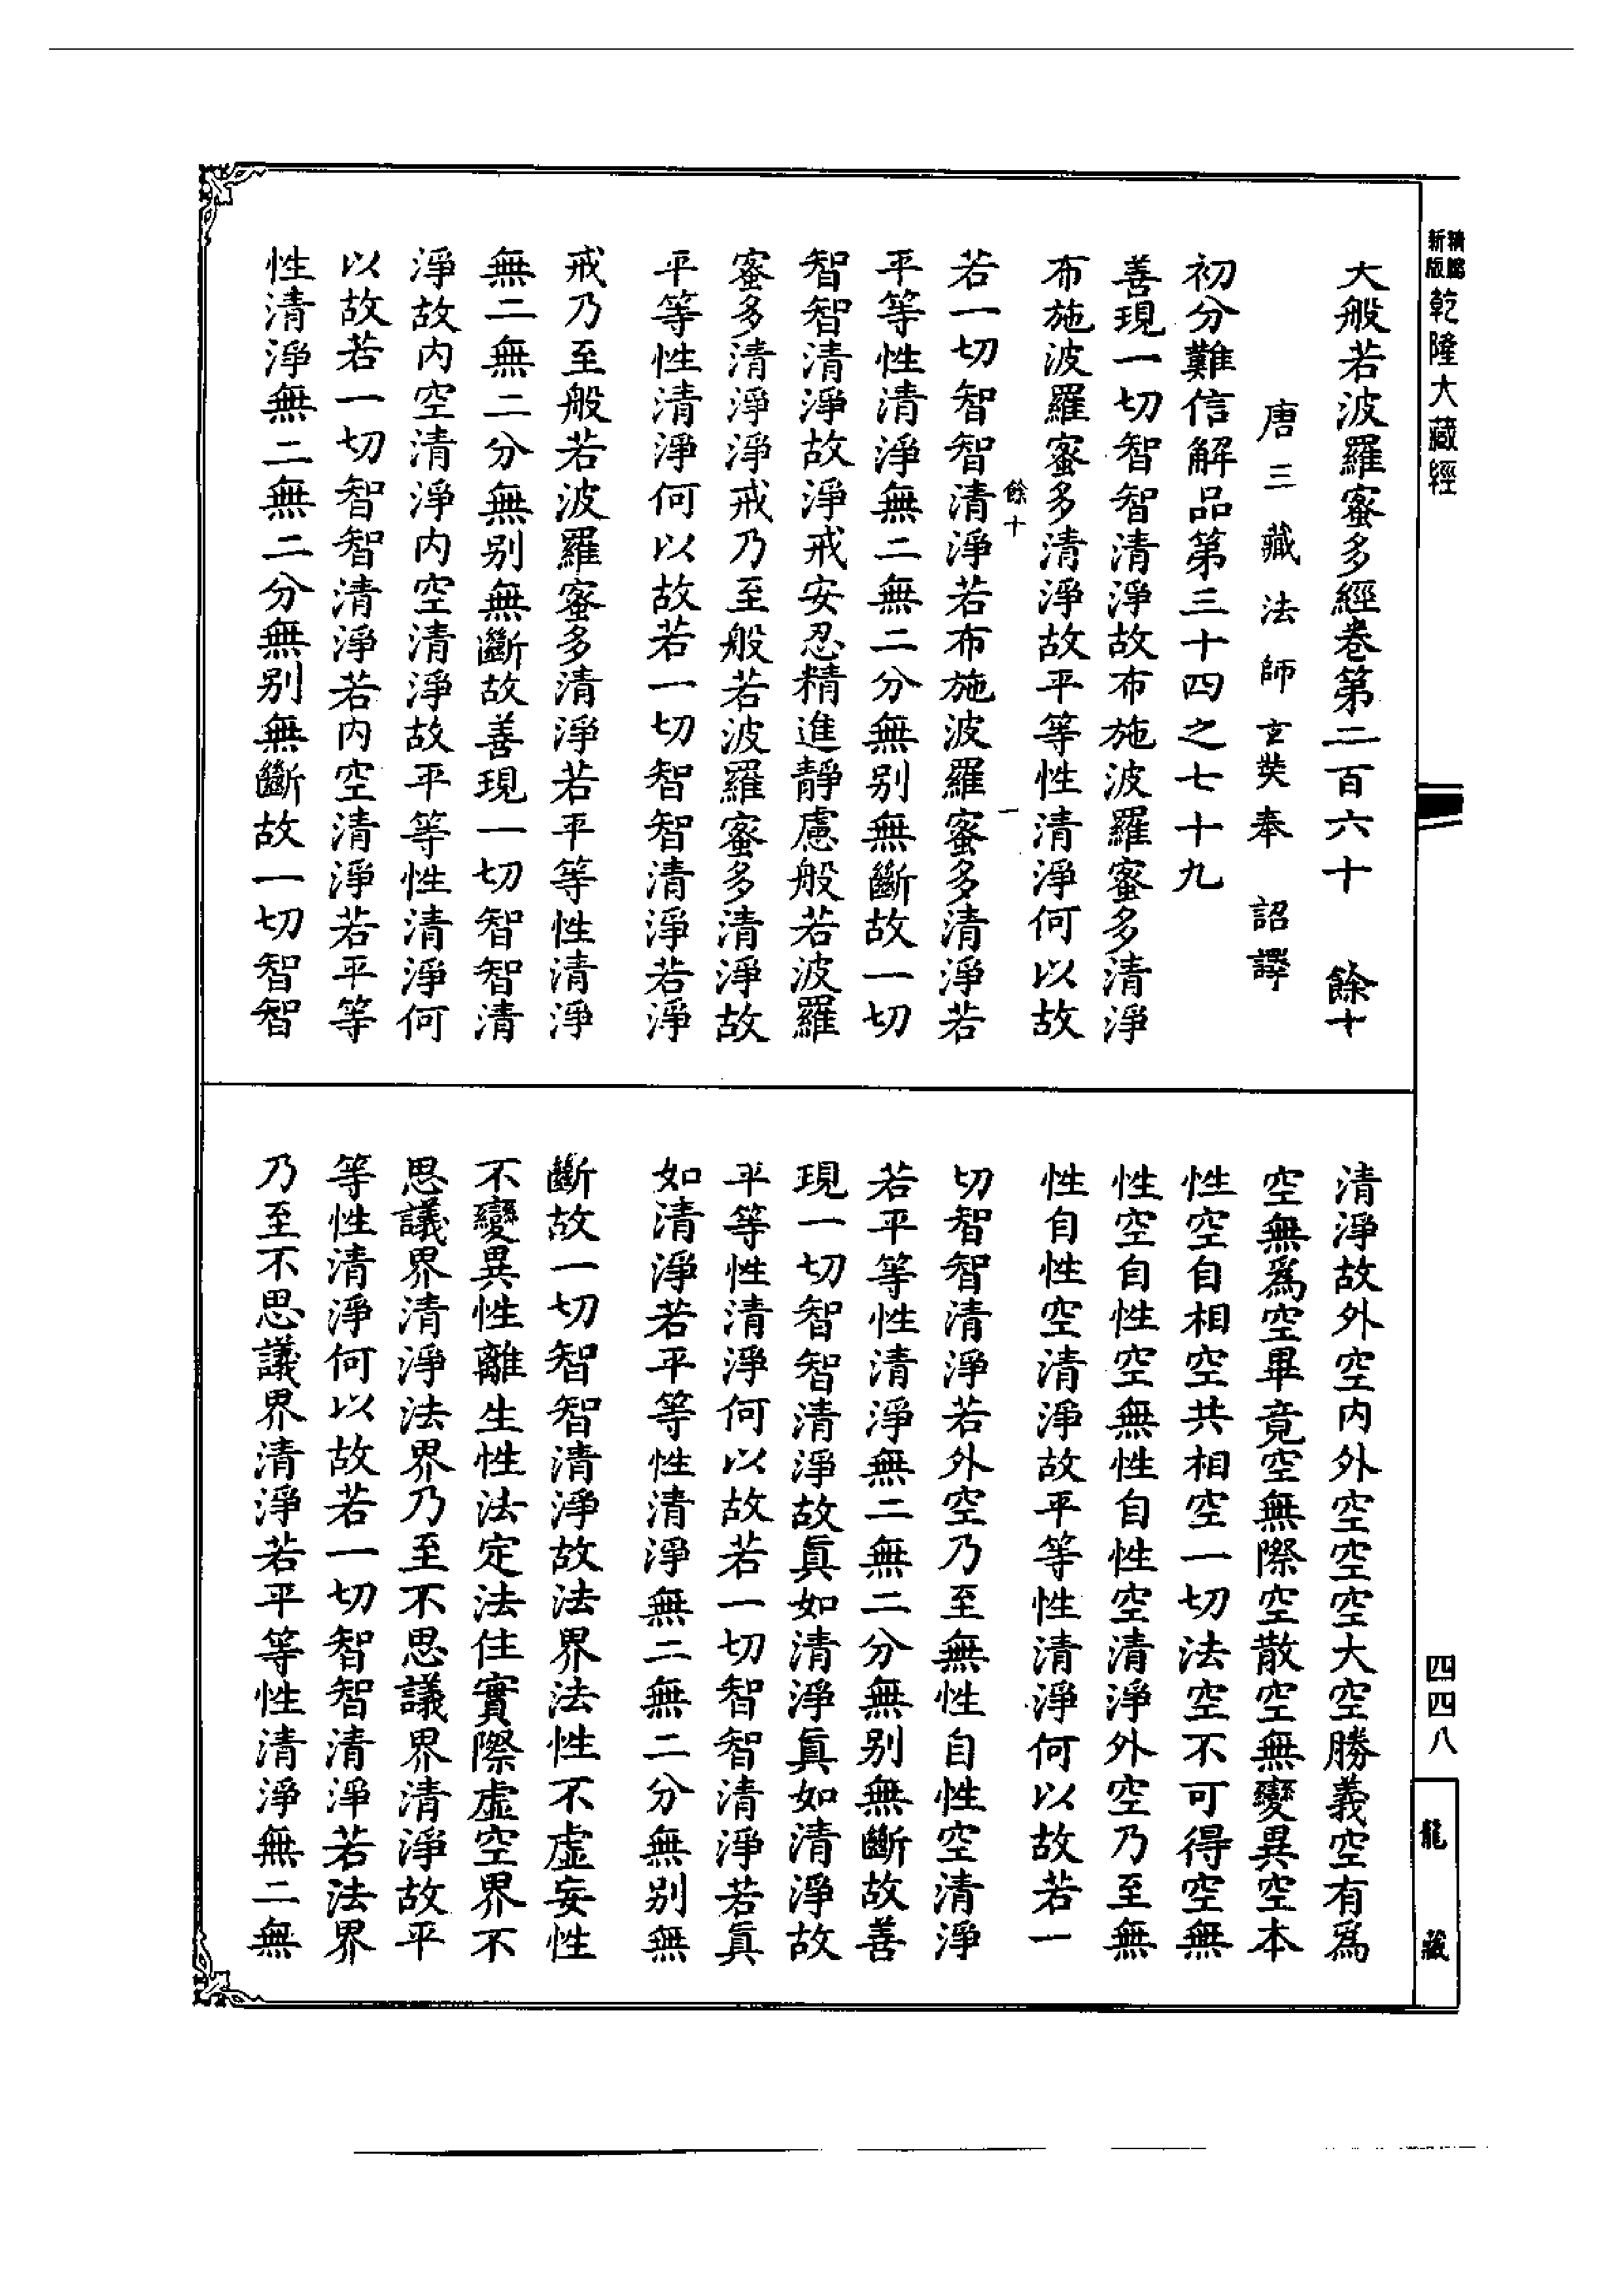 新版精縮乾隆大藏經
大般若波羅蜜多經卷第二百六十 餘十
唐三藏法師玄奘奉 詔譯
初分難信解品第三十四之七十九
善現一切智智清淨故布施波羅蜜多清淨
布施波羅蜜多清淨故平等性清淨何以故
餘十 一
若一切智智清淨若布施波羅蜜多清淨若
平等性清淨無二無二分無別無斷故一切
智智清淨故淨戒安忍精進靜慮般若波羅
蜜多清淨淨戒乃至般若波羅蜜多清淨故
平等性清淨何以故若一切智智清淨若淨
戒乃至般若波羅蜜多清淨若平等性清淨
無二無二分無別無斷故善現一切智智清
淨故內空清淨內空清淨故平等性清淨何
以故若一切智智清淨若內空清淨若平等
性清淨無二無二分無別無斷故一切智智
清淨故外空內外空空空大空勝義空有為
空無為空畢竟空無際空散空無變異空本
性空自相空共相空一切法空不可得空無
性空自性空無性自性空清淨外空乃至無
性自性空清淨故平等性清淨何以故若一
切智智清淨若外空乃至無性自性空清淨
若平等性清淨無二無二分無別無斷故善
現一切智智清淨故眞如清淨眞如清淨故
平等性清淨何以故若一切智智清淨若眞
如清淨若平等性清淨無二無二分無別無
斷故一切智智清淨故法界法性不虛妄性
不變異性離生性法定法住實際虛空界不
思議界清淨法界乃至不思議界清淨故平
等性清淨何以故若一切智智清淨若法界
乃至不思議界清淨若平等性清淨無二無
四四八
龍藏